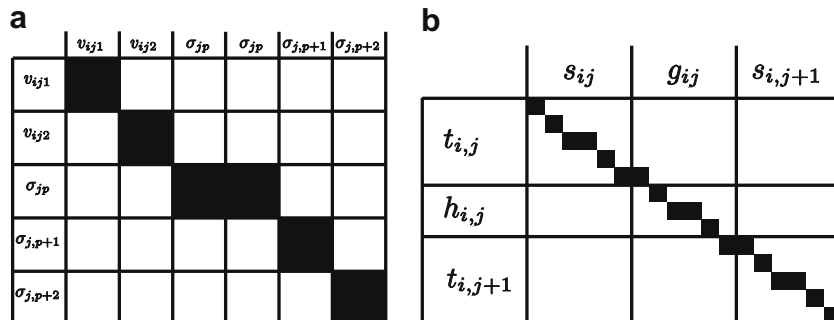 a
v_{ij1} v_{ij2} σ_{jp} σ_{jp} σ_{j,p+1} σ_{j,p+2}
v_{ij1}
v_{ij2}
σ_{jp}
σ_{j,p+1}
σ_{j,p+2}
b
s_{ij} g_{ij} s_{i,j+1}
t_{i,j}
h_{i,j}
t_{i,j+1}